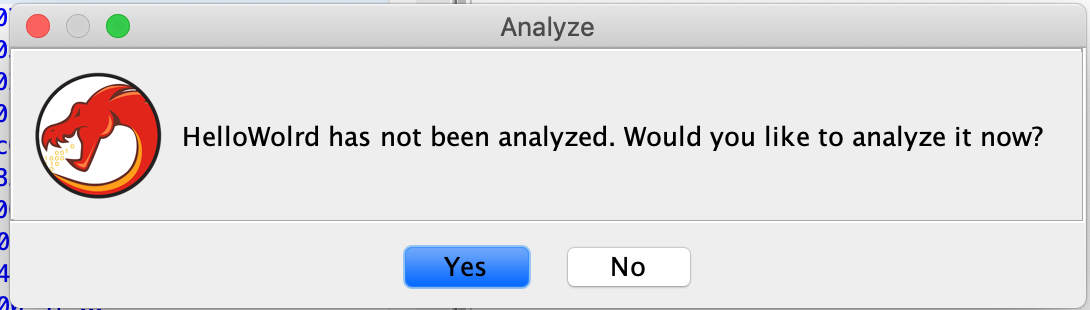 Analyze
HelloWolrd has not been analyzed. Would you like to analyze it now?
Yes
No